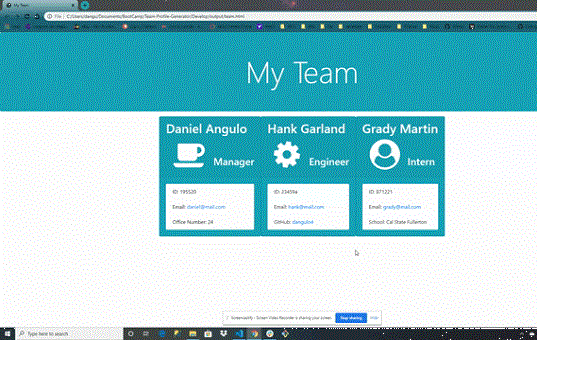 My Team
File C:/Users/dangu/Documents/BootCamp/Team-Profile-Generator/Develop/output/team.html
My Team
Daniel Angulo
Manager
ID: 195520
Email: daniel@mail.com
Office Number: 24
Hank Garland
Engineer
ID: 23459a
Email: hank@mail.com
GitHub: dangulo4
Grady Martin
Intern
ID: 871221
Email: grady@mail.com
School: Cal State Fullerton
Screencastify - Screen Video Recorder is sharing your screen.
Stop sharing
Hide
Type here to search